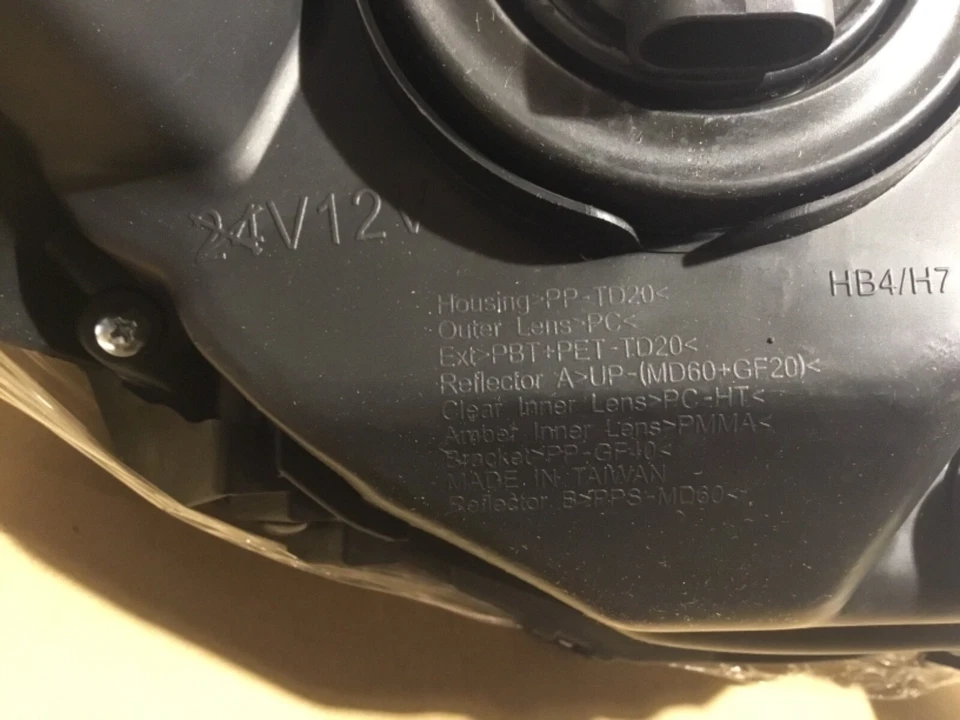 24V12V
HB4/H7
Housing>PP-TD20<
Outer Lens>PC<
Ext>PBT+PET-TD20<
Reflector A>UP-(MD60+GF20)<
Clear Inner Lens>PC-HT<
Amber Inner Lens>PMMA<
Bracket>PP-GF40<
MADE IN TAIWAN
Reflector B>PPS-MD60<